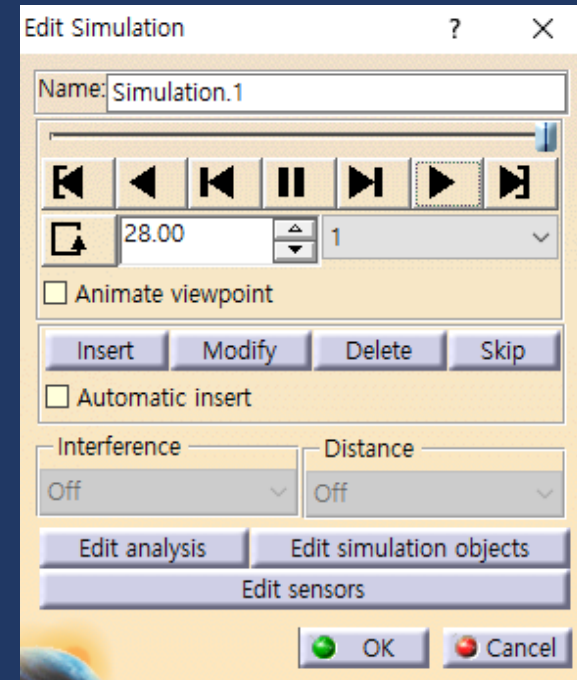 Edit Simulation ?
Name: Simulation.1
28.00 1
Animate viewpoint
Insert Modify Delete Skip
Automatic insert
Interference Distance
Off Off
Edit analysis Edit simulation objects
Edit sensors
OK Cancel